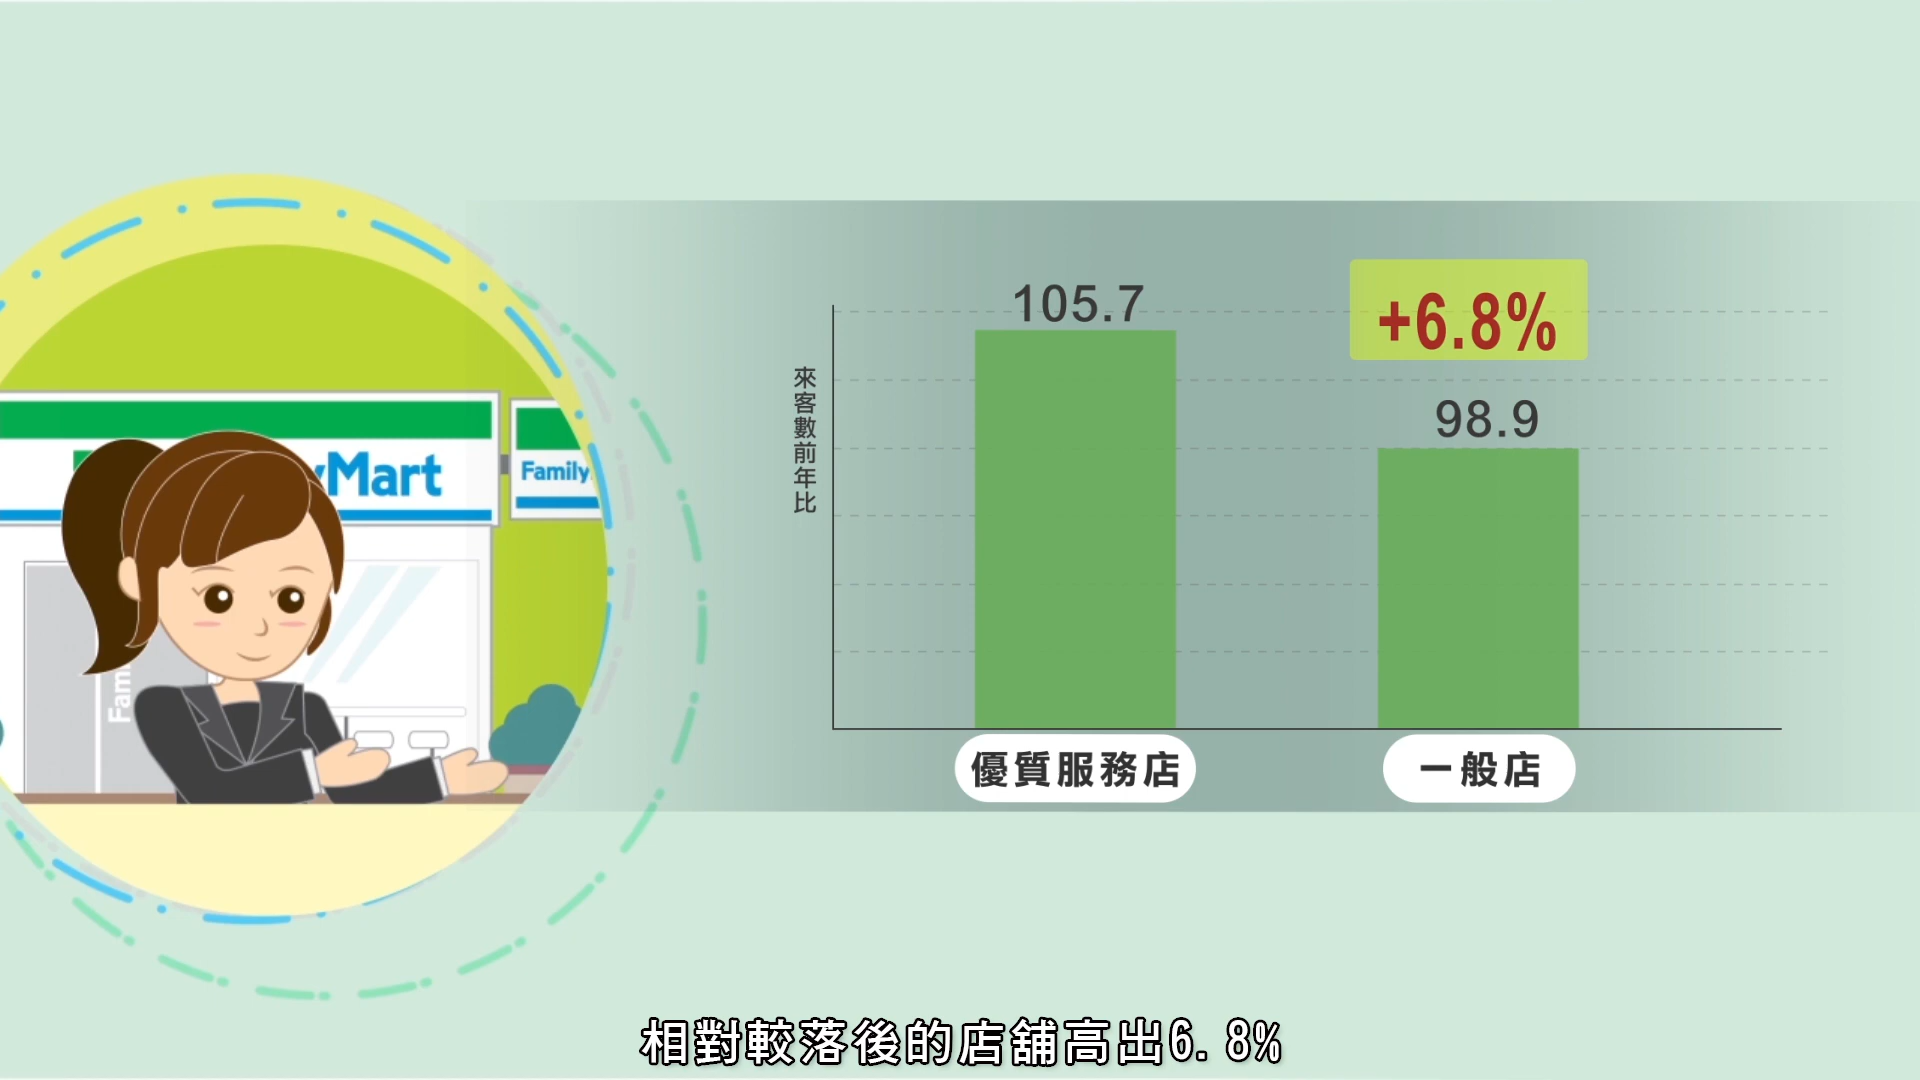 Mart
Family
Fam
105.7
+6.8%
98.9
來客數前年比
優質服務店
一般店
相對較落後的店舖高出6.8%